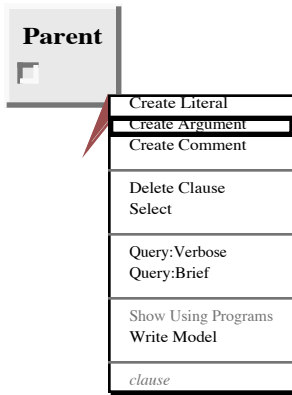 Parent
Create Literal
Create Argument
Create Comment
Delete Clause
Select
Query:Verbose
Query:Brief
Show Using Programs
Write Model
clause